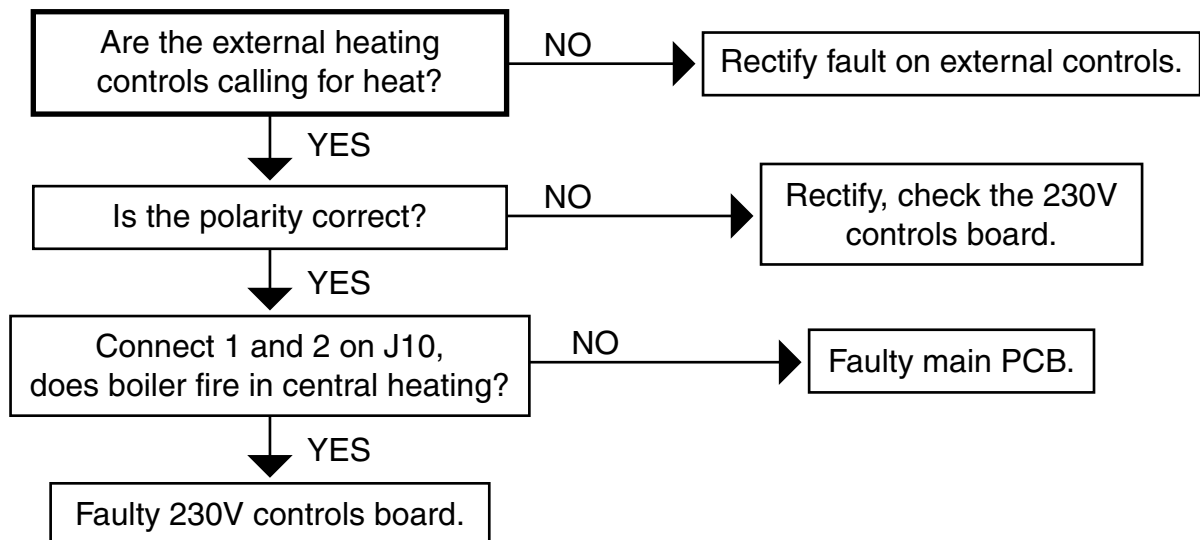 Are the external heating
controls calling for heat?
NO
Rectify fault on external controls.
YES
Is the polarity correct?
NO
Rectify, check the 230V
controls board.
YES
Connect 1 and 2 on J10,
does boiler fire in central heating?
NO
Faulty main PCB.
YES
Faulty 230V controls board.